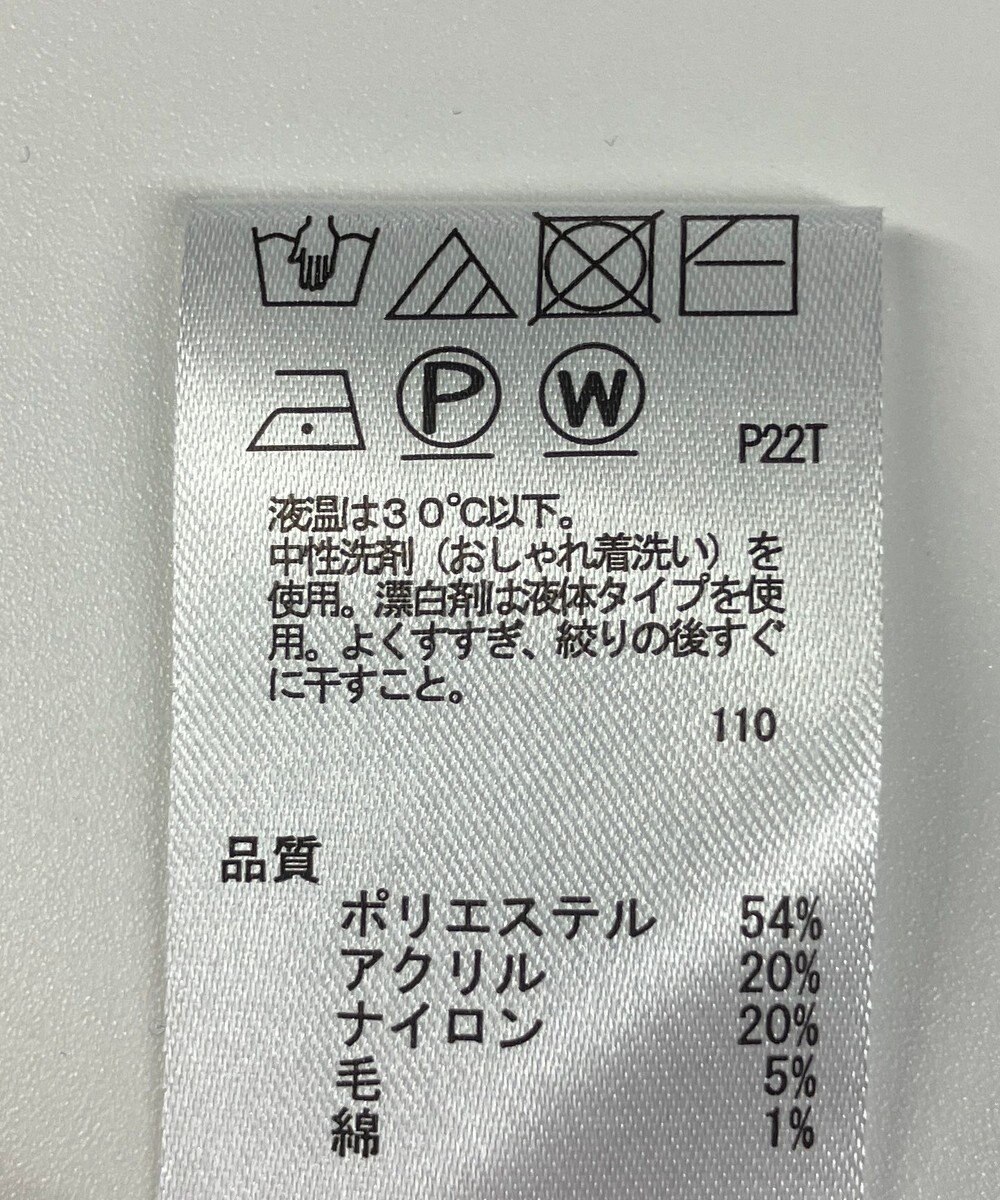 P
W
P22T
液温は30℃以下。
中性洗剤（おしゃれ着洗い）を
使用。漂白剤は液体タイプを使
用。よくすすぎ、絞りの後すぐ
に干すこと。
110
品質
ポリエステル 54%
アクリル 20%
ナイロン 20%
毛 5%
綿 1%